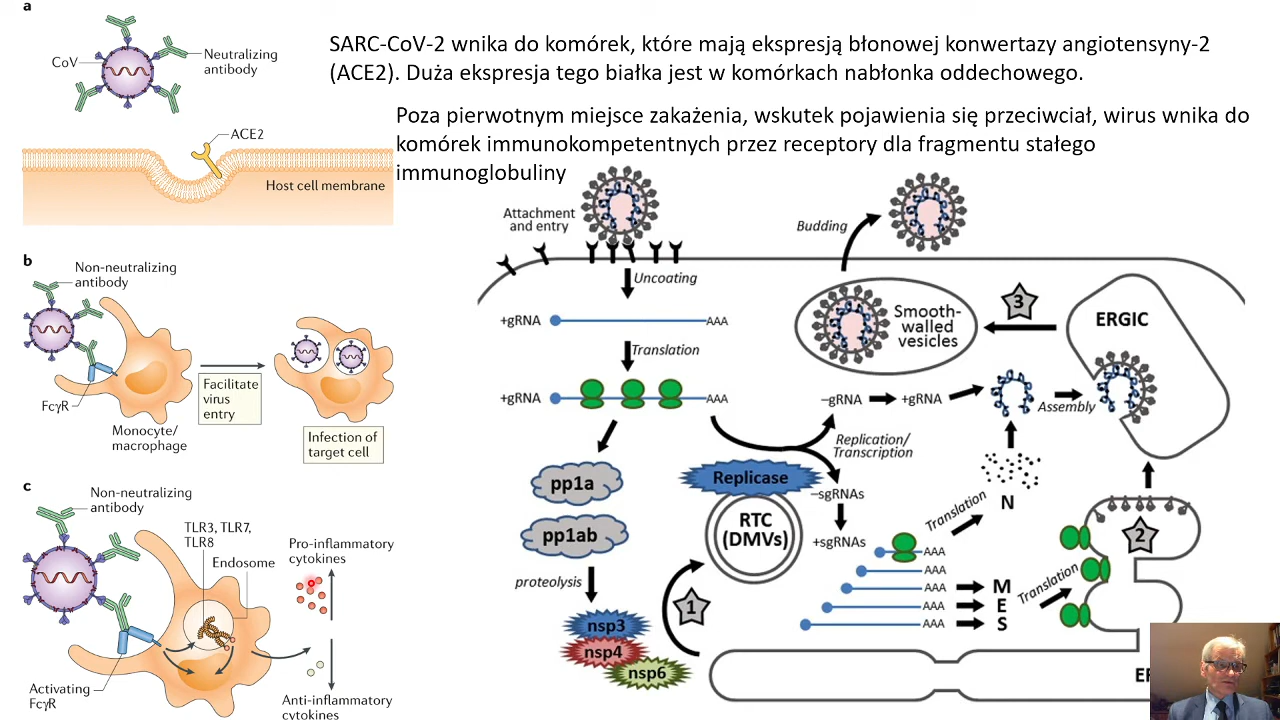 a
CoV
Neutralizing
antibody
ACE2
Host cell membrane
SARC-CoV-2 wnika do komórek, które mają ekspresją błonowej konwertazy angiotensyny-2
(ACE2). Duża ekspresja tego białka jest w komórkach nabłonka oddechowego.
Poza pierwotnym miejsce zakażenia, wskutek pojawienia się przeciwciał, wirus wnika do
komórek immunokompetentnych przez receptory dla fragmentu stałego
immunoglobuliny
b
Non-neutralizing
antibody
FcγR
Monocyte/
macrophage
Facilitate
virus
entry
Infection of
target cell
c
Non-neutralizing
antibody
TLR3, TLR7,
TLR8
Endosome
Pro-inflammatory
cytokines
Activating
FcγR
Anti-inflammatory
cytokines
Attachment
and entry
Uncoating
+gRNA
AAA
Translation
+gRNA
AAA
pp1a
pp1ab
proteolysis
nsp3
nsp4
nsp6
1
Replicase
RTC
(DMVs)
Replication/
Transcription
–gRNA
+gRNA
–sgRNAs
+sgRNAs
AAA
AAA
AAA
AAA
AAA
M
E
S
Translation
N
Translation
2
Assembly
ERGIC
3
Smooth-
walled
vesicles
Budding